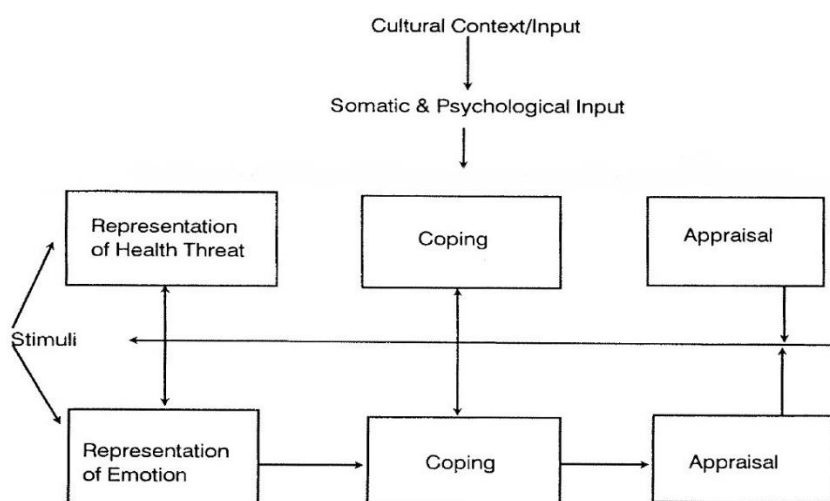 Cultural Context/Input
Somatic & Psychological Input
Representation
of Health Threat
Coping
Appraisal
Stimuli
Representation
of Emotion
Coping
Appraisal